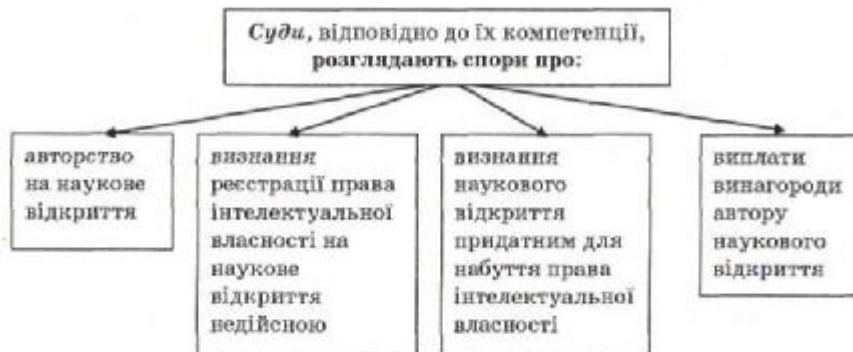 Суди, відповідно до їх компетенції,
розглядають спори про:
авторство
на наукове
відкриття
визнання
реєстрації права
інтелектуальної
власності на
наукове
відкриття
недійсною
визнання
наукового
відкриття
придатним для
набуття права
інтелектуальної
власності
виплати
винагороди
автору
наукового
відкриття